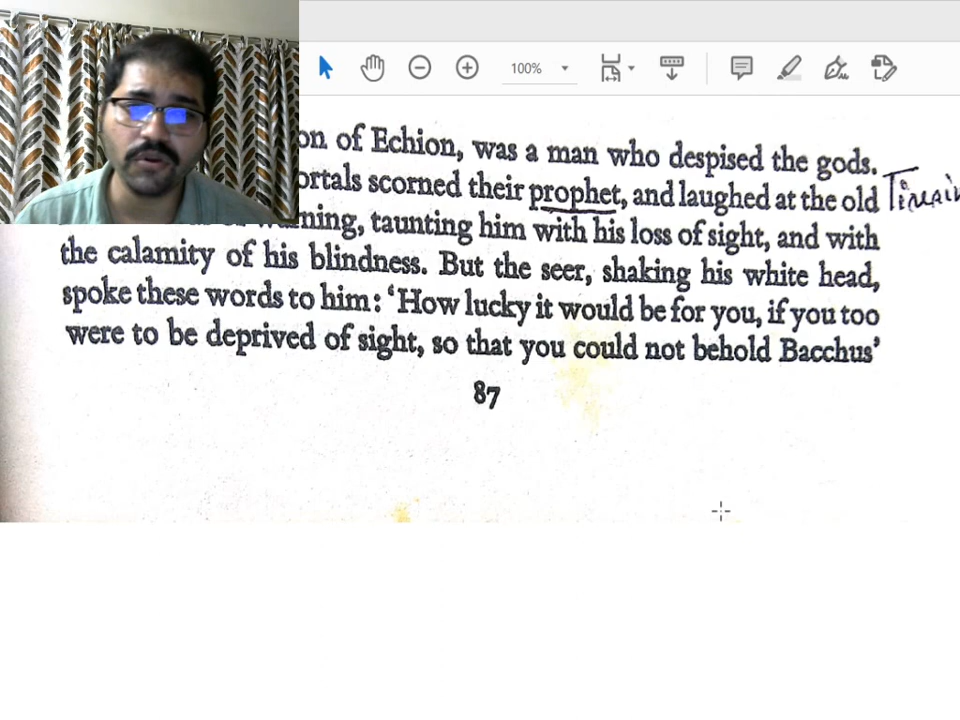 100%
on of Echion, was a man who despised the gods.
ortals scorned their prophet, and laughed at the old
ning, taunting him with his loss of sight, and with
the calamity of his blindness. But the seer, shaking his white head,
spoke these words to him: ‘How lucky it would be for you, if you too
were to be deprived of sight, so that you could not behold Bacchus’
87